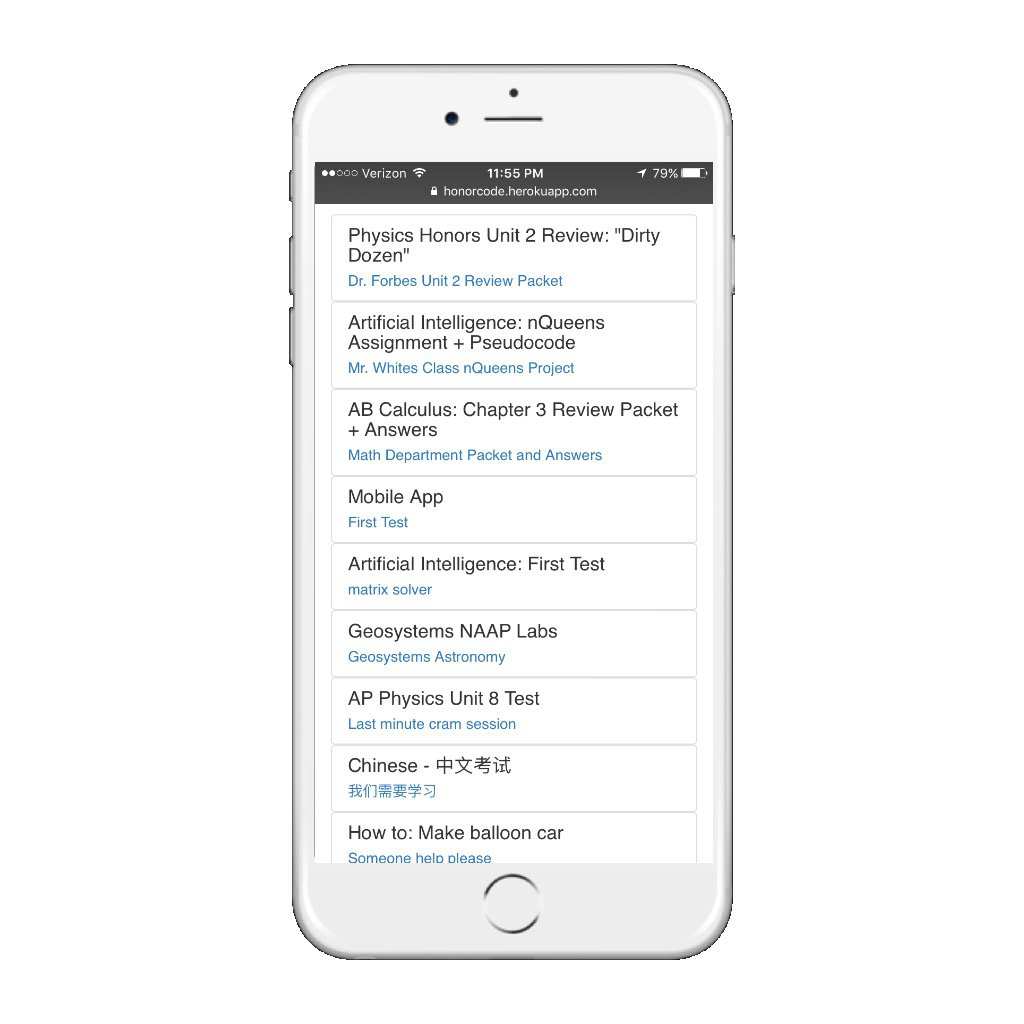 Verizon 11:55 PM 79%
honorcode.herokuapp.com
Physics Honors Unit 2 Review: "Dirty
Dozen"
Dr. Forbes Unit 2 Review Packet
Artificial Intelligence: nQueens
Assignment + Pseudocode
Mr. Whites Class nQueens Project
AB Calculus: Chapter 3 Review Packet
+ Answers
Math Department Packet and Answers
Mobile App
First Test
Artificial Intelligence: First Test
matrix solver
Geosystems NAAP Labs
Geosystems Astronomy
AP Physics Unit 8 Test
Last minute cram session
Chinese - 中文考试
我们需要学习
How to: Make balloon car
Someone help please